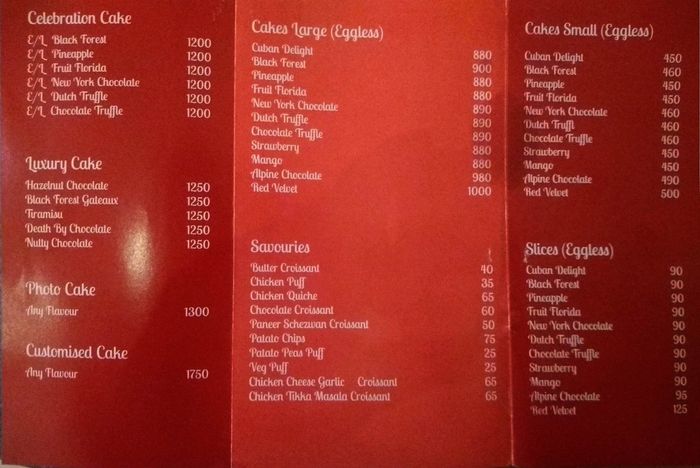 Celebration Cake
E/L Black Forest 1200
E/L Pineapple 1200
E/L Fruit Florida 1200
E/L New York Chocolate 1200
E/L Dutch Truffle 1200
E/L Chocolate Truffle 1200
Luxury Cake
Hazelnut Chocolate 1250
Black Forest Gateaux 1250
Tiramisu 1250
Death By Chocolate 1250
Nutty Chocolate 1250
Photo Cake
Any Flavour 1300
Customised Cake
Any Flavour 1750
Cakes Large (Eggless)
Cuban Delight 880
Black Forest 900
Pineapple 880
Fruit Florida 880
New York Chocolate 890
Dutch Truffle 890
Chocolate Truffle 890
Strawberry 880
Mango 880
Alpine Chocolate 980
Red Velvet 1000
Savouries
Butter Croissant 40
Chicken Puff 35
Chicken Quiche 65
Chocolate Croissant 60
Paneer Schezwan Croissant 50
Patato Chips 75
Patato Peas Puff 25
Veg Puff 25
Chicken Cheese Garlic Croissant 65
Chicken Tikka Masala Croissant 65
Cakes Small (Eggless)
Cuban Delight 450
Black Forest 460
Pineapple 450
Fruit Florida 450
New York Chocolate 460
Dutch Truffl 460
Chocolate Truffle 460
Strawberry 450
Mango 450
Alpine Chocolate 490
Red Velvet 500
Slices (Eggless)
Cuban Delight 90
Black Forest 90
Pineapple 90
Fruit Florida 90
New York Chocolate 90
Dutch Truffle 90
Chocolate Truffle 90
Strawberry 90
Mango 90
Alpine Chocolate 95
Red Velvet 125